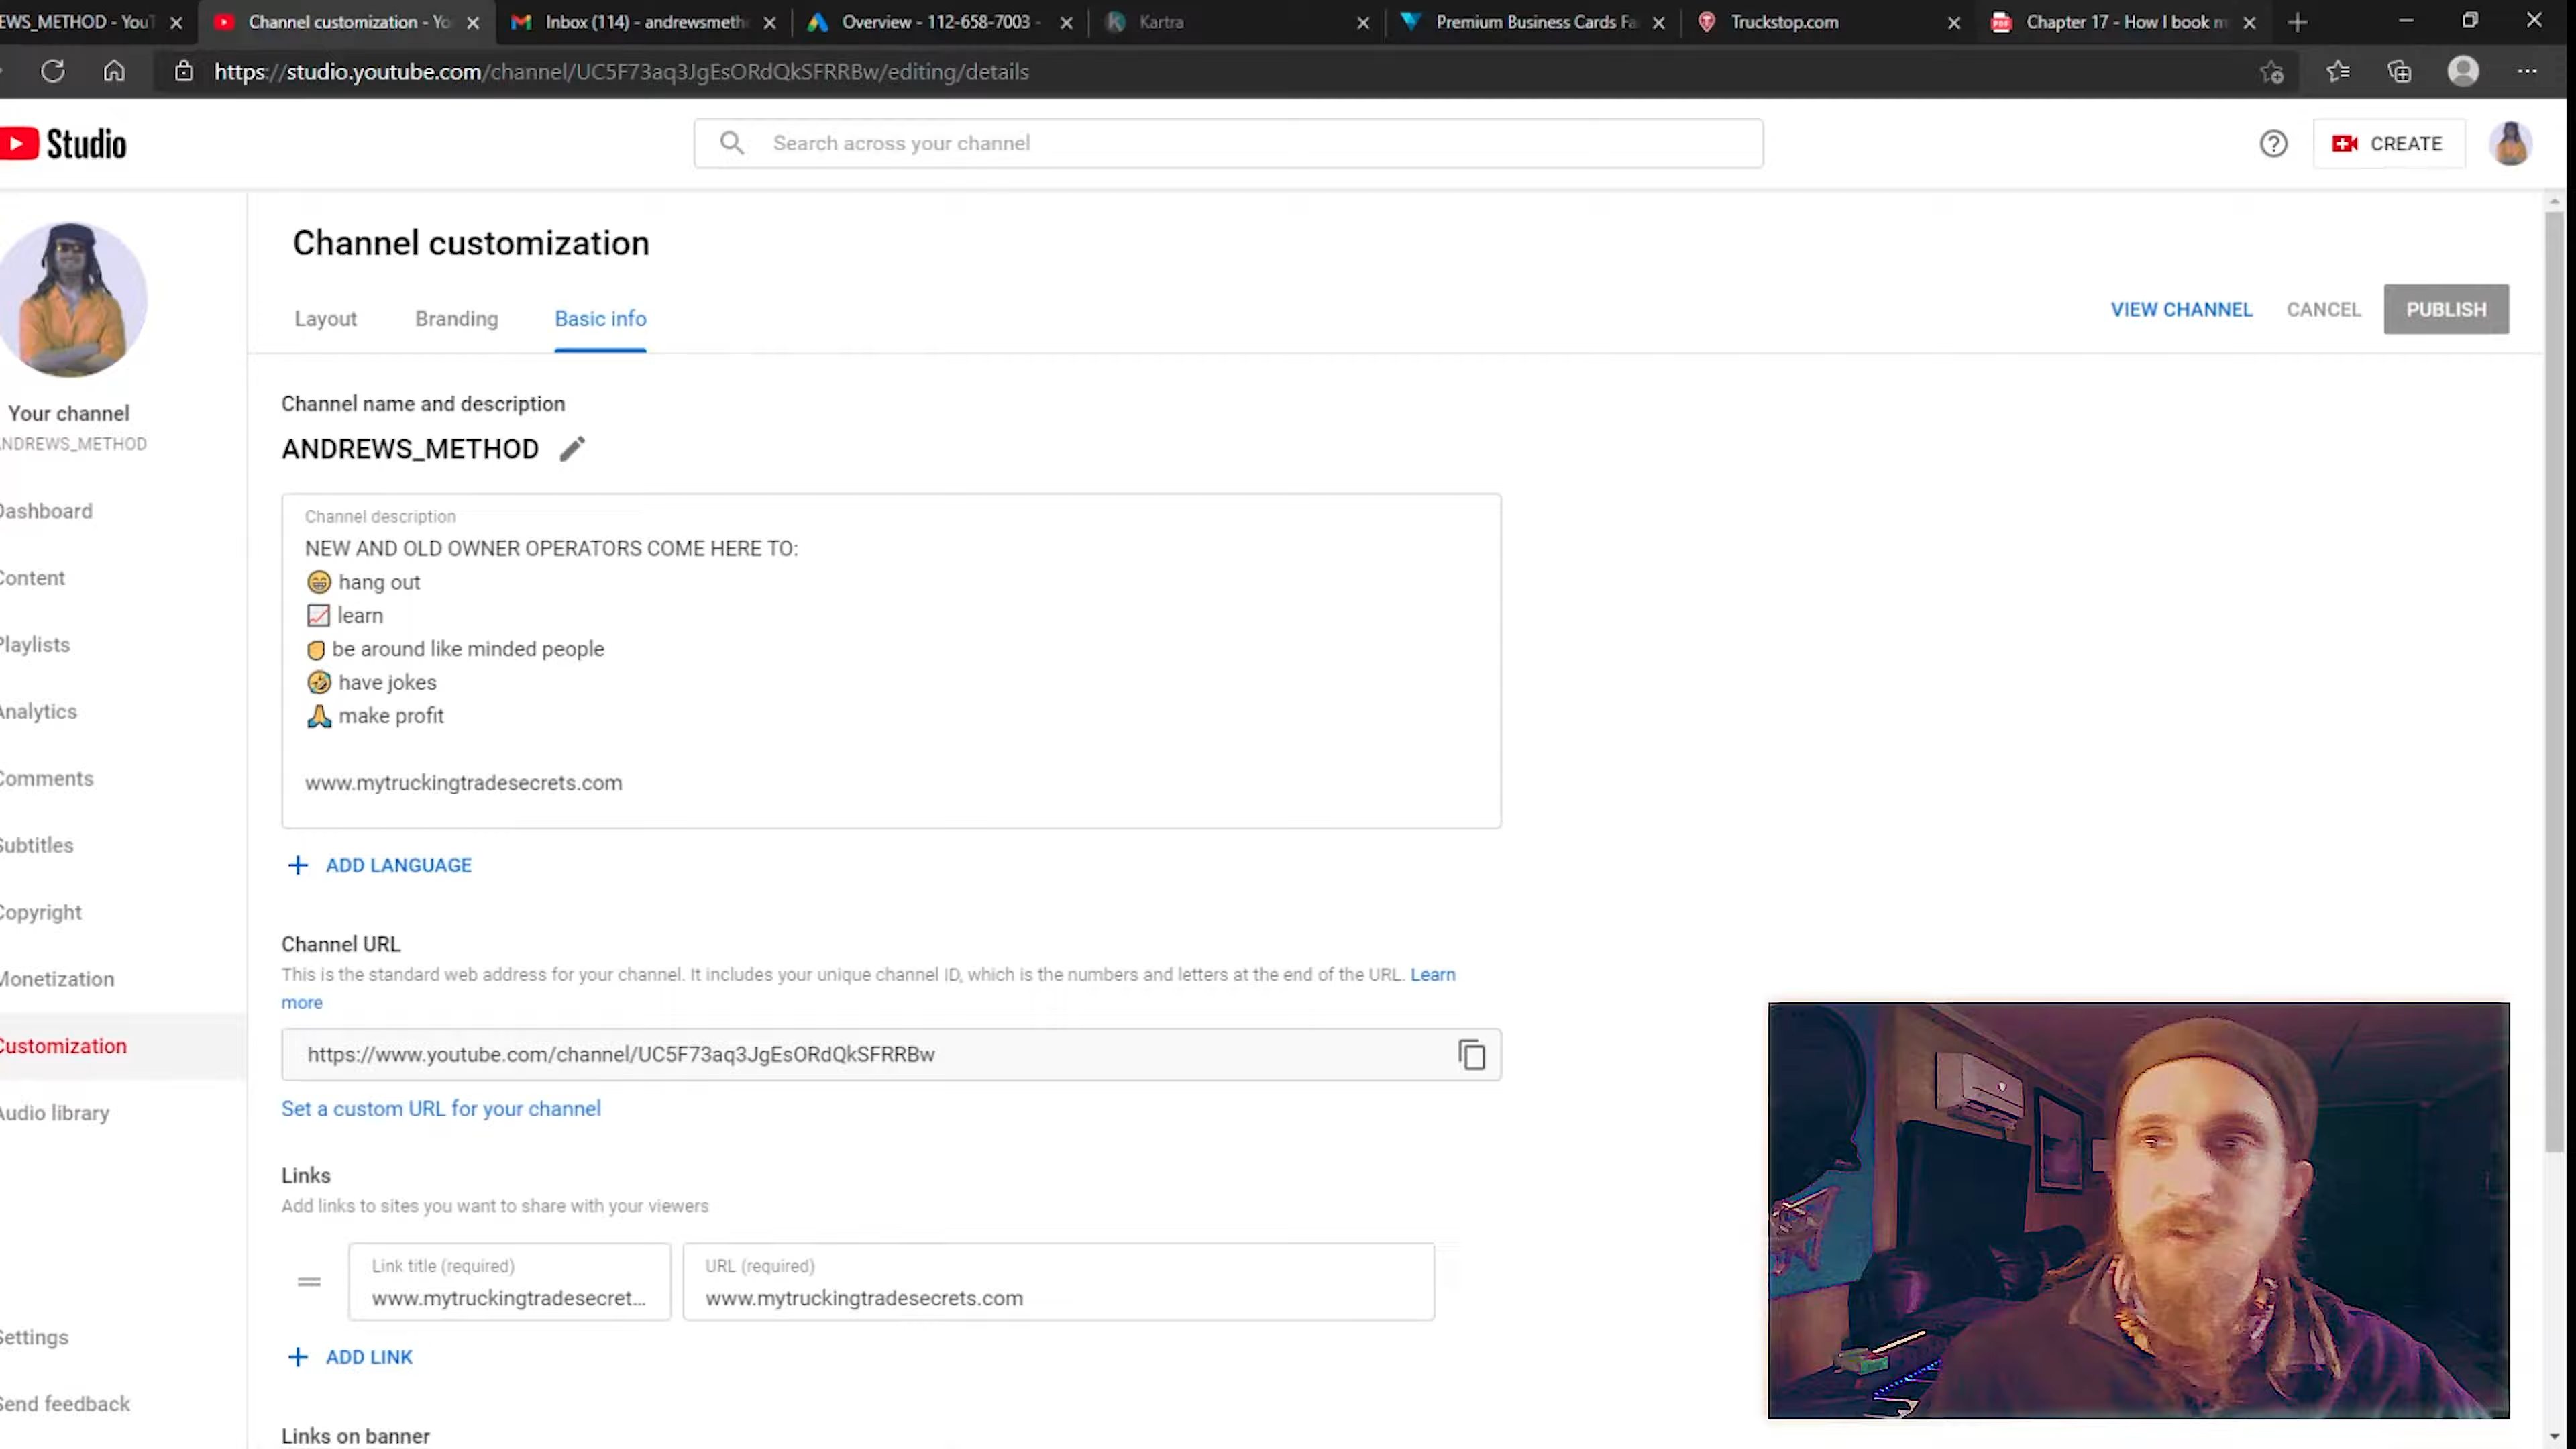 EWS_METHOD - YouT
Channel customization - Yo
Inbox (114) - andrewsmeth
Overview - 112-658-7003 -
Kartra
Premium Business Cards Fa
Truckstop.com
Chapter 17 - How I book m
https://studio.youtube.com/channel/UC5F73aq3JgEsORdQkSFRRBw/editing/details
Studio
Search across your channel
CREATE
Channel customization
Layout
Branding
Basic info
VIEW CHANNEL
CANCEL
PUBLISH
Your channel
ANDREWS_METHOD
Dashboard
Content
Playlists
Analytics
Comments
Subtitles
Copyright
Monetization
Customization
Audio library
Settings
Send feedback
Channel name and description
ANDREWS_METHOD
Channel description
NEW AND OLD OWNER OPERATORS COME HERE TO:
😁 hang out
📈 learn
✊ be around like minded people
🤣 have jokes
🙏 make profit
www.mytruckingtradesecrets.com
+ ADD LANGUAGE
Channel URL
This is the standard web address for your channel. It includes your unique channel ID, which is the numbers and letters at the end of the URL. Learn
more
https://www.youtube.com/channel/UC5F73aq3JgEsORdQkSFRRBw
Set a custom URL for your channel
Links
Add links to sites you want to share with your viewers
Link title (required)
www.mytruckingtradesecret...
URL (required)
www.mytruckingtradesecrets.com
+ ADD LINK
Links on banner